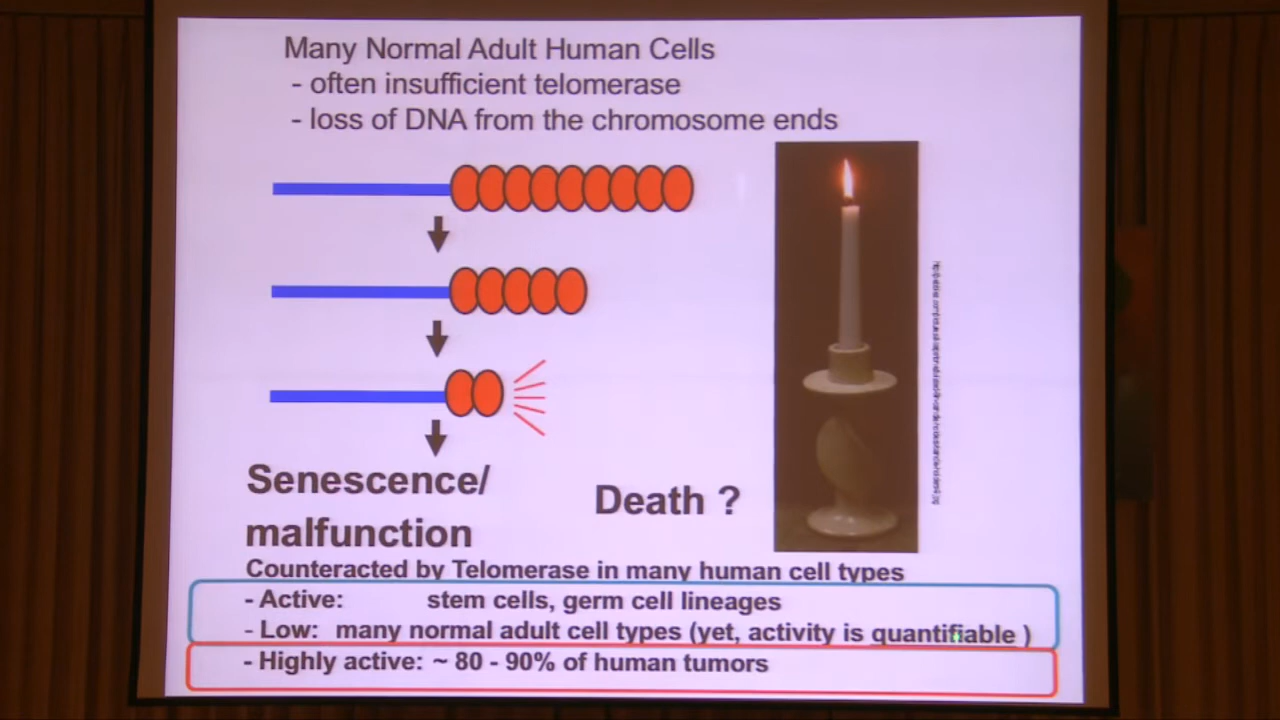 Many Normal Adult Human Cells
- often insufficient telomerase
- loss of DNA from the chromosome ends
Senescence/
malfunction
Death ?
Counteracted by Telomerase in many human cell types
- Active: stem cells, germ cell lineages
- Low: many normal adult cell types (yet, activity is quantifiable )
- Highly active: ~ 80 - 90% of human tumors